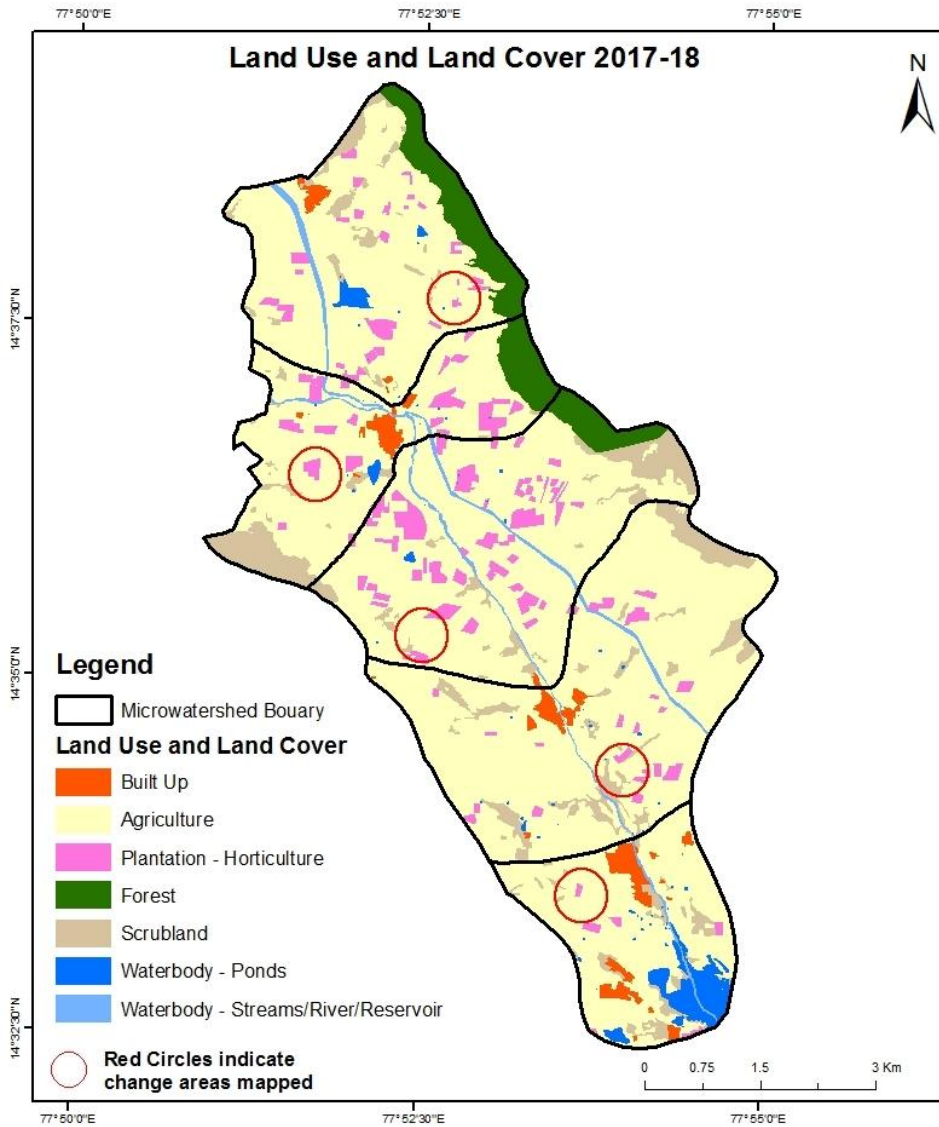 77°50'0"E 77°52'30"E 77°55'0"E
Land Use and Land Cover 2017-18
N
14°37'30"N
14°35'0"N
14°32'30"N
Legend
Microwatershed Bouary
Land Use and Land Cover
Built Up
Agriculture
Plantation - Horticulture
Forest
Scrubland
Waterbody - Ponds
Waterbody - Streams/River/Reservoir
Red Circles indicate
change areas mapped
0 0.75 1.5 3 Km
77°50'0"E 77°52'30"E 77°55'0"E